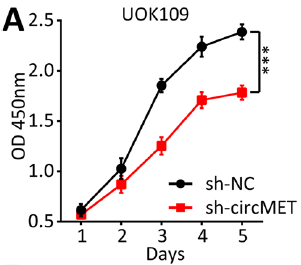 A
UOK109
OD 450nm
2.5
2.0
1.5
1.0
0.5
***
sh-NC
sh-circMET
1 2 3 4 5
Days